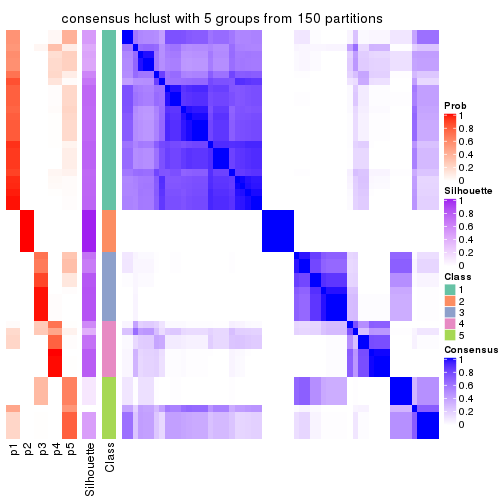 consensus hclust with 5 groups from 150 partitions
p1
p2
p3
p4
p5
Silhouette
Class
Prob
1
0.8
0.6
0.4
0.2
0
Silhouette
1
0.8
0.6
0.4
0.2
0
Class
1
2
3
4
5
Consensus
1
0.8
0.6
0.4
0.2
0